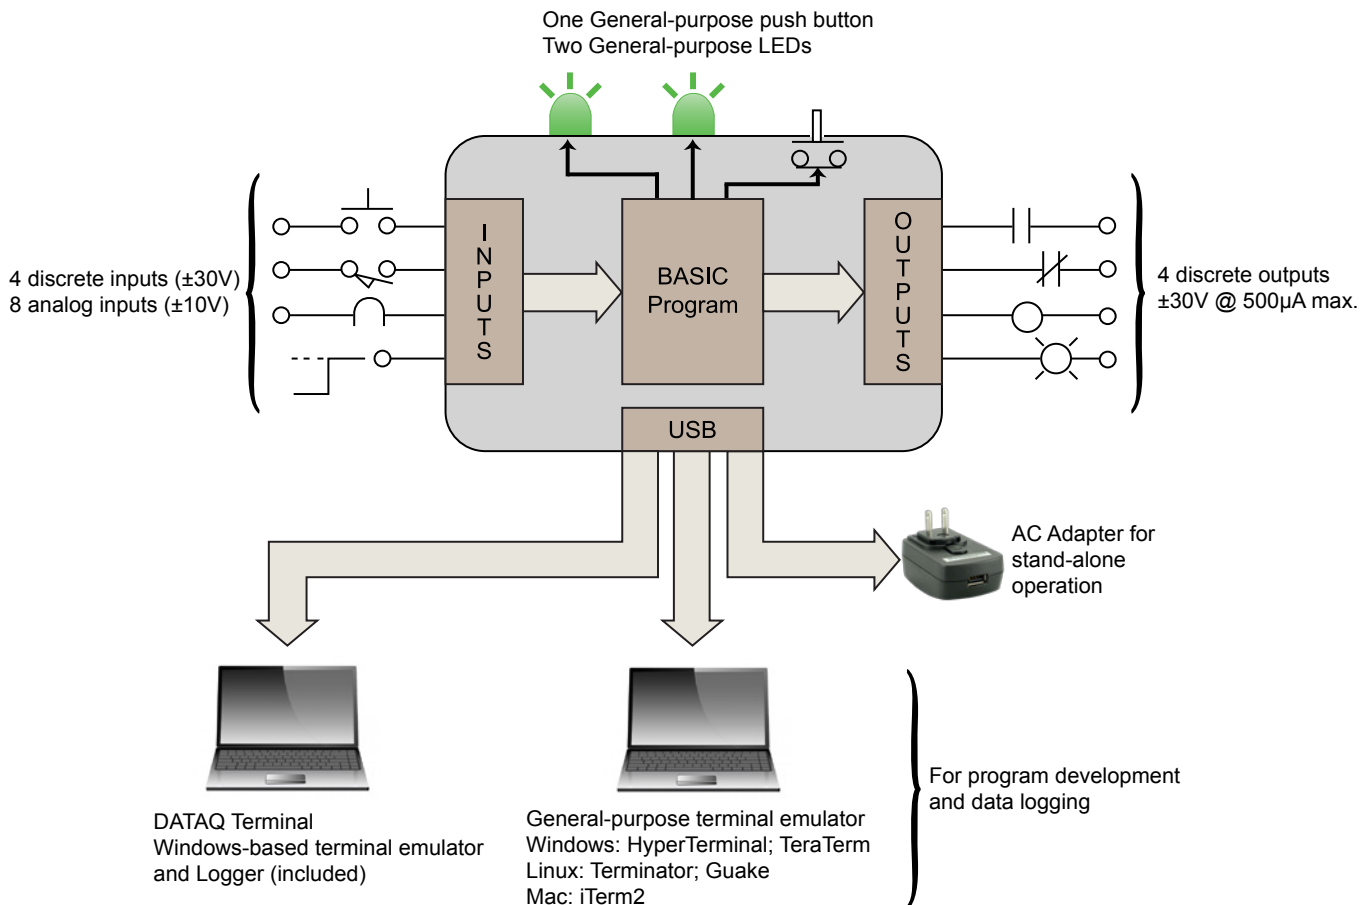 One General-purpose push button
Two General-purpose LEDs
4 discrete inputs (±30V)
8 analog inputs (±10V)
INPUTS
BASIC
Program
OUTPUTS
4 discrete outputs
±30V @ 500µA max.
USB
AC Adapter for
stand-alone
operation
DATAQ Terminal
Windows-based terminal emulator
and Logger (included)
General-purpose terminal emulator
Windows: HyperTerminal; TeraTerm
Linux: Terminator; Guake
Mac: iTerm2
For program development
and data logging